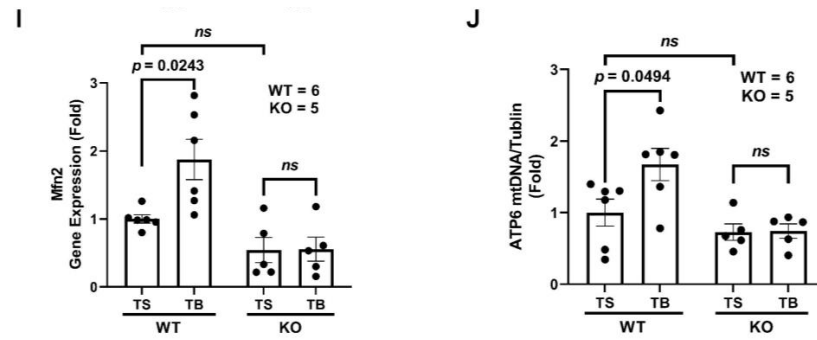 I
ns
p = 0.0243
WT = 6
KO = 5
ns
Mfn2
Gene Expression (Fold)
3
2
1
0
TS
TB
TS
TB
WT
KO
J
ns
p = 0.0494
WT = 6
KO = 5
ns
ATP6 mtDNA/Tublin
(Fold)
3
2
1
0
TS
TB
TS
TB
WT
KO